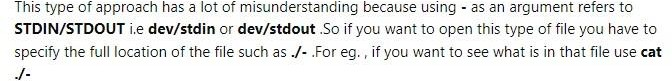 This type of approach has a lot of misunderstanding because using - as an argument refers to
STDIN/STDOUT i.e dev/stdin or dev/stdout .So if you want to open this type of file you have to
specify the full location of the file such as ./- .For eg. , if you want to see what is in that file use cat
./-